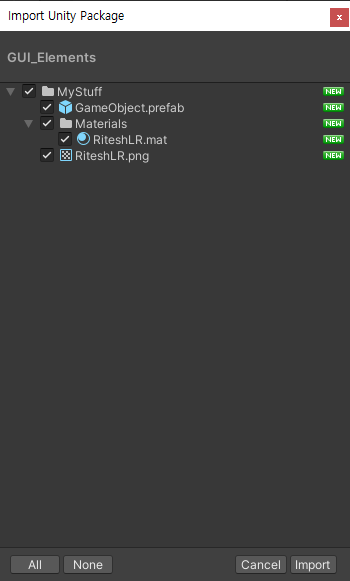 Import Unity Package
x
GUI_Elements
MyStuff NEW
GameObject.prefab NEW
Materials NEW
RiteshLR.mat NEW
RiteshLR.png NEW
All None Cancel Import